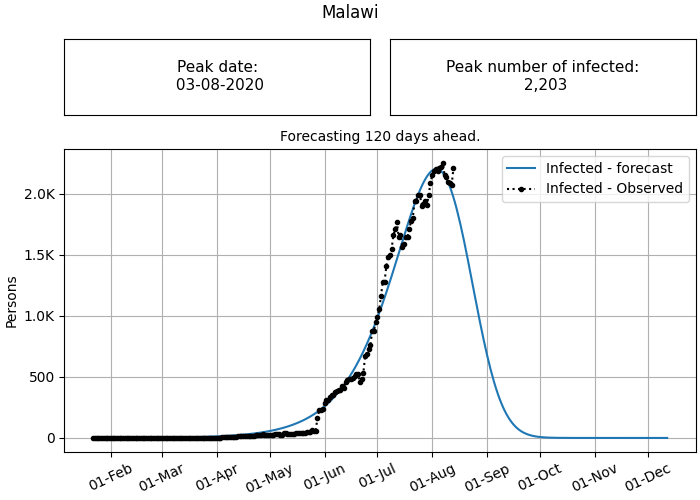 Malawi
Peak date:
03-08-2020
Peak number of infected:
2,203
Forecasting 120 days ahead.
Infected - forecast
Infected - Observed
Persons
2.0K
1.5K
1.0K
500
0
01-Feb
01-Mar
01-Apr
01-May
01-Jun
01-Jul
01-Aug
01-Sep
01-Oct
01-Nov
01-Dec